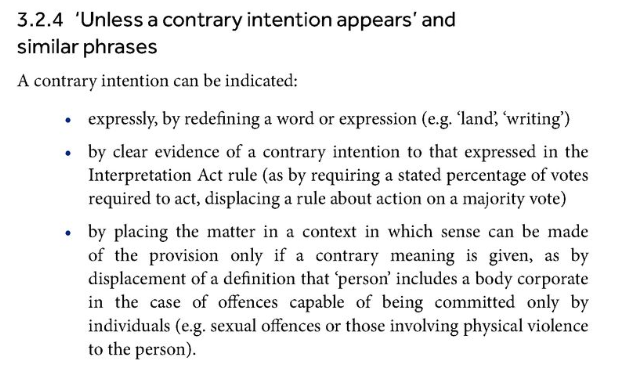 3.2.4 ‘Unless a contrary intention appears’ and
similar phrases
A contrary intention can be indicated:
• expressly, by redefining a word or expression (e.g. ‘land’, ‘writing’)
• by clear evidence of a contrary intention to that expressed in the
Interpretation Act rule (as by requiring a stated percentage of votes
required to act, displacing a rule about action on a majority vote)
• by placing the matter in a context in which sense can be made
of the provision only if a contrary meaning is given, as by
displacement of a definition that ‘person’ includes a body corporate
in the case of offences capable of being committed only by
individuals (e.g. sexual offences or those involving physical violence
to the person).